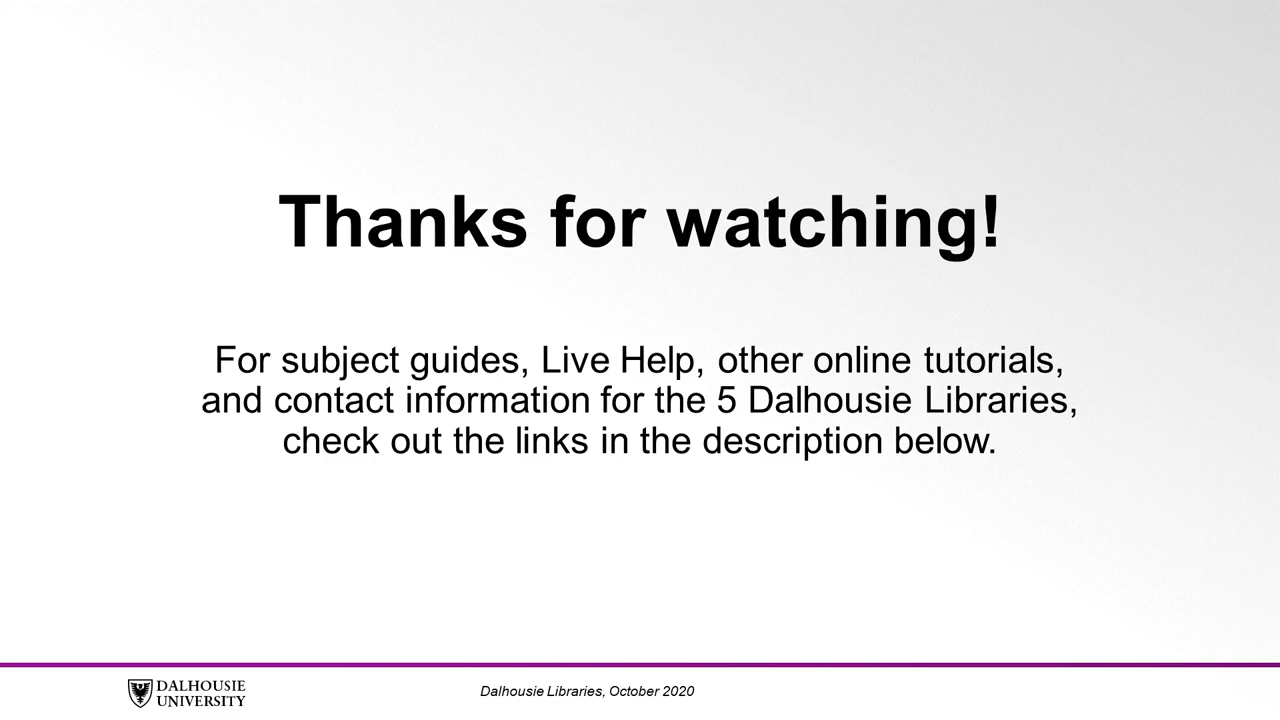 Thanks for watching!
For subject guides, Live Help, other online tutorials,
and contact information for the 5 Dalhousie Libraries,
check out the links in the description below.
DALHOUSIE
UNIVERSITY
Dalhousie Libraries, October 2020